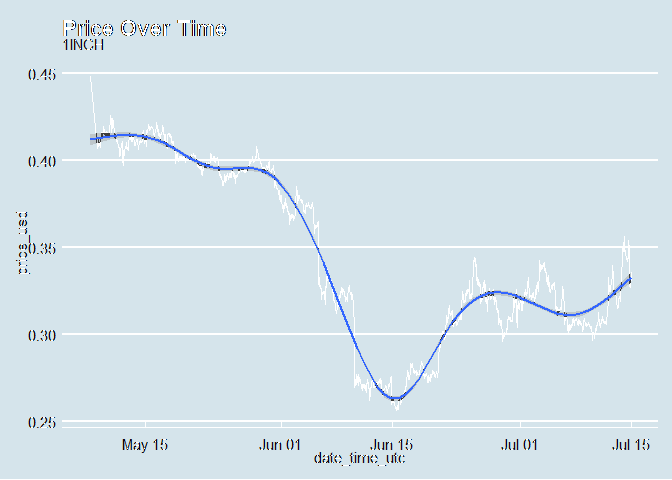 Price Over Time
1INCH
0.45
0.40
0.35
0.30
0.25
price_usd
May 15
Jun 01
Jun 15
Jul 01
Jul 15
date_time_utc